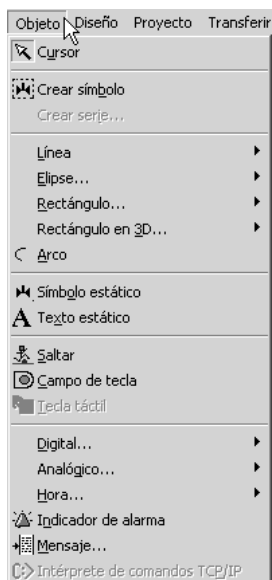 Objeto Diseño Proyecto Transferir
Cursor
Crear símbolo
Crear serie...
Línea
Elipse...
Rectángulo...
Rectángulo en 3D...
Arco
Símbolo estático
A Texto estático
Saltar
Campo de tecla
Tecla táctil
Digital...
Analógico...
Hora...
Indicador de alarma
Mensaje...
Intérprete de comandos TCP/IP